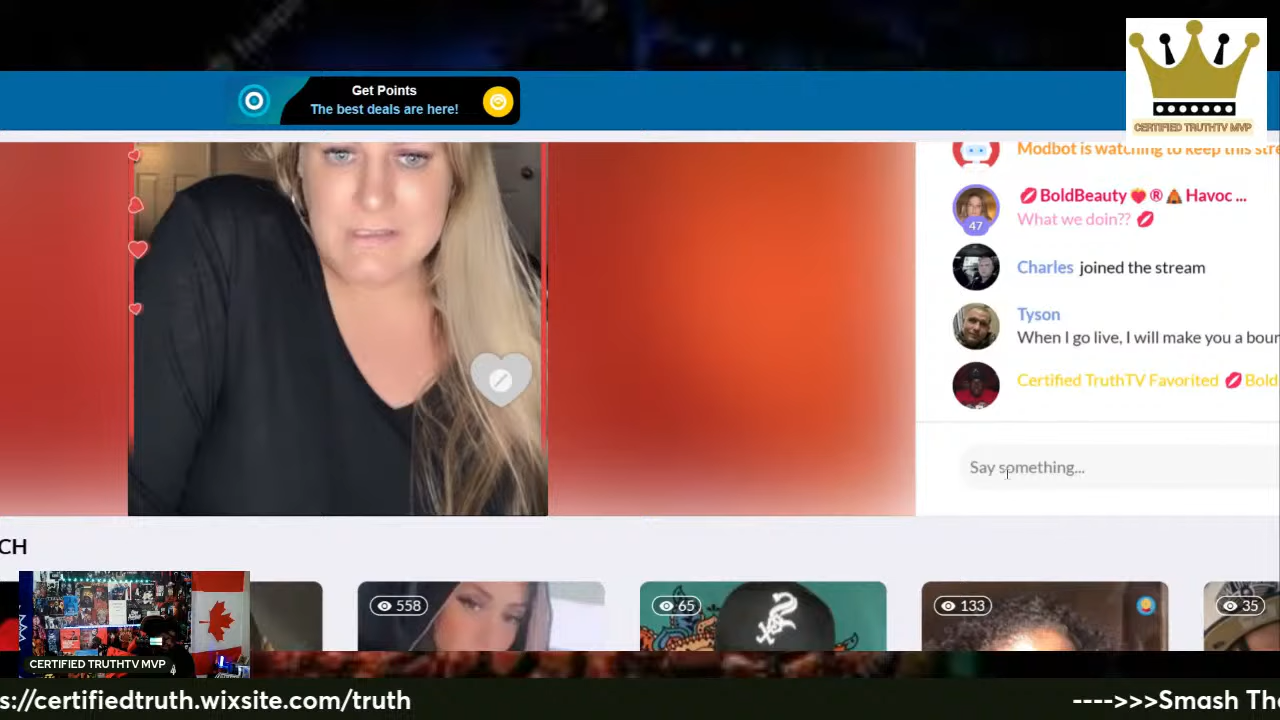 Get Points
The best deals are here!
CERTIFIED TRUTHTV MVP
Modbot is watching to keep this stre
BoldBeauty ® Havoc ...
47
What we doin??
Charles joined the stream
Tyson
When I go live, I will make you a boun
Certified TruthTV Favorited Bold
Say something...
CH
558
65
133
35
CERTIFIED TRUTHTV MVP
s://certifiedtruth.wixsite.com/truth
---->>>Smash The